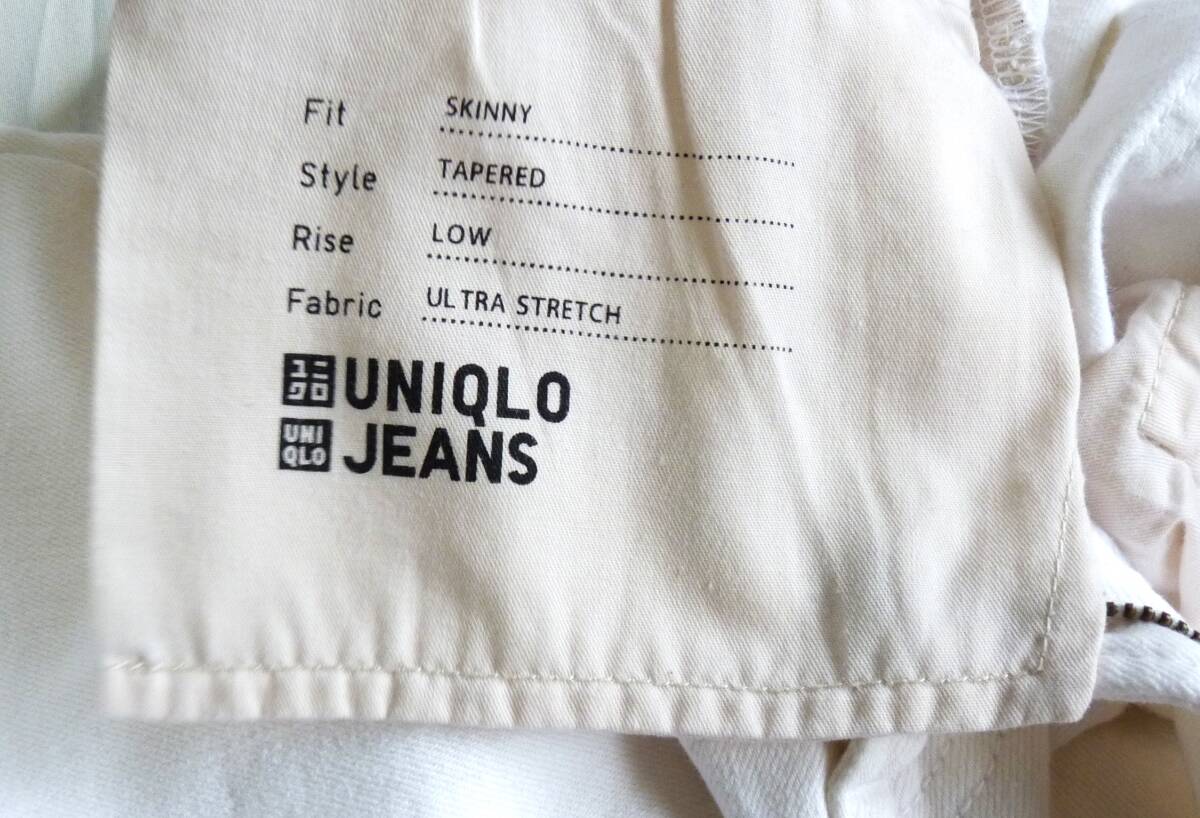 Fit SKINNY
Style TAPERED
Rise LOW
Fabric ULTRA STRETCH
ユニ
クロ
UNIQLO
UNI
QLO
JEANS